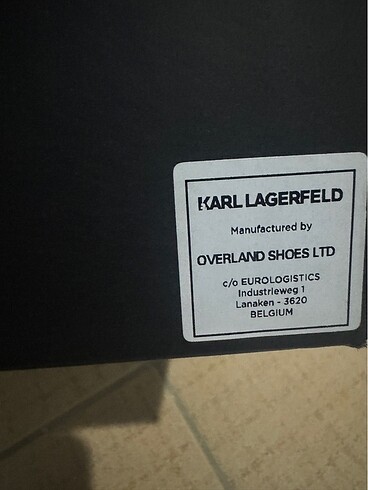 KARL LAGERFELD
Manufactured by
OVERLAND SHOES LTD
c/o EUROLOGISTICS
Industrieweg 1
Lanaken - 3620
BELGIUM